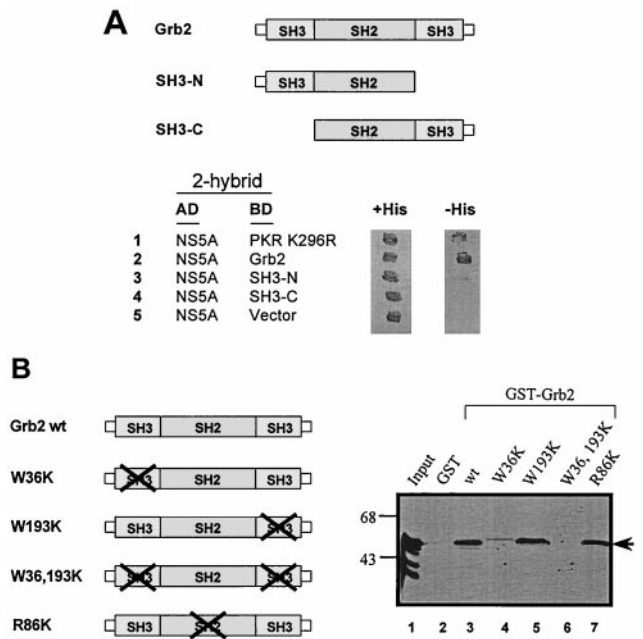 A
Grb2
SH3 SH2 SH3
SH3-N
SH3 SH2
SH3-C
SH2 SH3
2-hybrid
AD BD +His -His
1 NS5A PKR K296R
2 NS5A Grb2
3 NS5A SH3-N
4 NS5A SH3-C
5 NS5A Vector
B
Grb2 wt
SH3 SH2 SH3
W36K
SH3 SH2 SH3
W193K
SH3 SH2 SH3
W36,193K
SH3 SH2 SH3
R86K
SH3 SH2 SH3
GST-Grb2
Input GST wt W36K W193K W36, 193K R86K
68
43
1 2 3 4 5 6 7